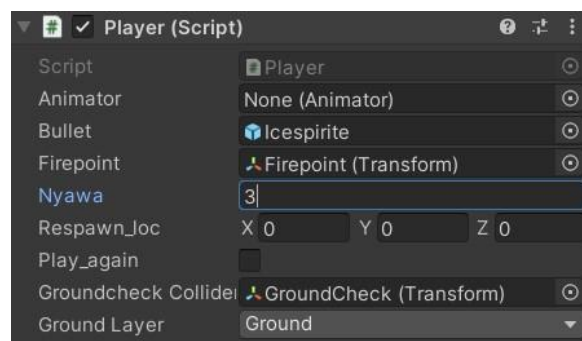 Player (Script)
Script Player
Animator None (Animator)
Bullet Icespirite
Firepoint Firepoint (Transform)
Nyawa 3
Respawn_loc X 0 Y 0 Z 0
Play_again
Groundcheck Collider GroundCheck (Transform)
Ground Layer Ground